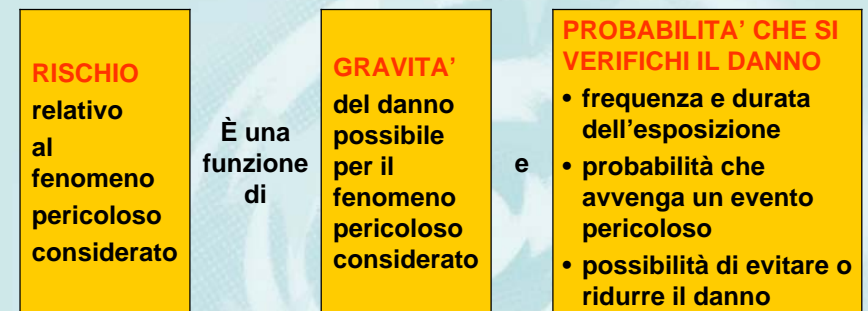 RISCHIO
relativo
al
fenomeno
pericoloso
considerato
È una
funzione
di
GRAVITA’
del danno
possibile
per il
fenomeno
pericoloso
considerato
e
PROBABILITA’ CHE SI
VERIFICHI IL DANNO
• frequenza e durata
dell’esposizione
• probabilità che
avvenga un evento
pericoloso
• possibilità di evitare o
ridurre il danno